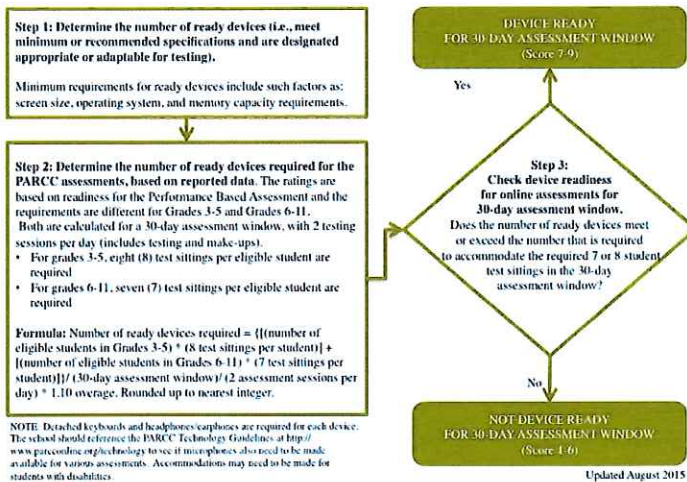 Step 1: Determine the number of ready devices (i.e., meet
minimum or recommended specifications and are designated
appropriate or adaptable for testing).
Minimum requirements for ready devices include such factors as:
screen size, operating system, and memory capacity requirements.
Step 2: Determine the number of ready devices required for the
PARCC assessments, based on reported data. The ratings are
based on readiness for the Performance Based Assessment and the
requirements are different for Grades 3-5 and Grades 6-11.
Both are calculated for a 30-day assessment window, with 2 testing
sessions per day (includes testing and make-ups).
• For grades 3-5, eight (8) test sittings per eligible student are
required
• For grades 6-11, seven (7) test sittings per eligible student are
required
Formula: Number of ready devices required = {[(number of
eligible students in Grades 3-5) * (8 test sittings per student)] +
[(number of eligible students in Grades 6-11) * (7 test sittings per
student)]}/ (30-day assessment window)/ (2 assessment sessions per
day) * 1.10 overage. Rounded up to nearest integer.
NOTE: Detached keyboards and headphones/earphones are required for each device.
The school should reference the PARCC Technology Guidelines at http://
www.parcconline.org/technology to see if microphones also need to be made
available for various assessments. Accommodations may need to be made for
students with disabilities.
DEVICE READY
FOR 30-DAY ASSESSMENT WINDOW
(Score 7-9)
Yes
Step 3:
Check device readiness
for online assessments for
30-day assessment window.
Does the number of ready devices meet
or exceed the number that is required
to accommodate the required 7 or 8 student
test sittings in the 30-day
assessment window?
No
NOT DEVICE READY
FOR 30-DAY ASSESSMENT WINDOW
(Score 1-6)
Updated August 2015